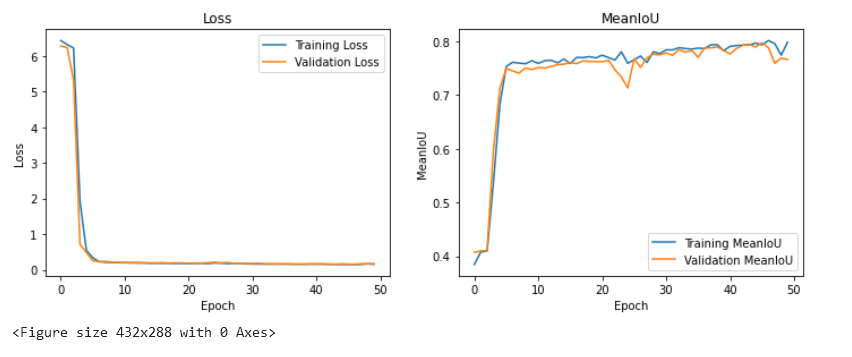 Loss
Training Loss
Validation Loss
6
5
4
3
2
1
0
Loss
0 10 20 30 40 50
Epoch
MeanIoU
0.8
0.7
0.6
0.5
0.4
MeanIoU
Training MeanIoU
Validation MeanIoU
0 10 20 30 40 50
Epoch
<Figure size 432x288 with 0 Axes>